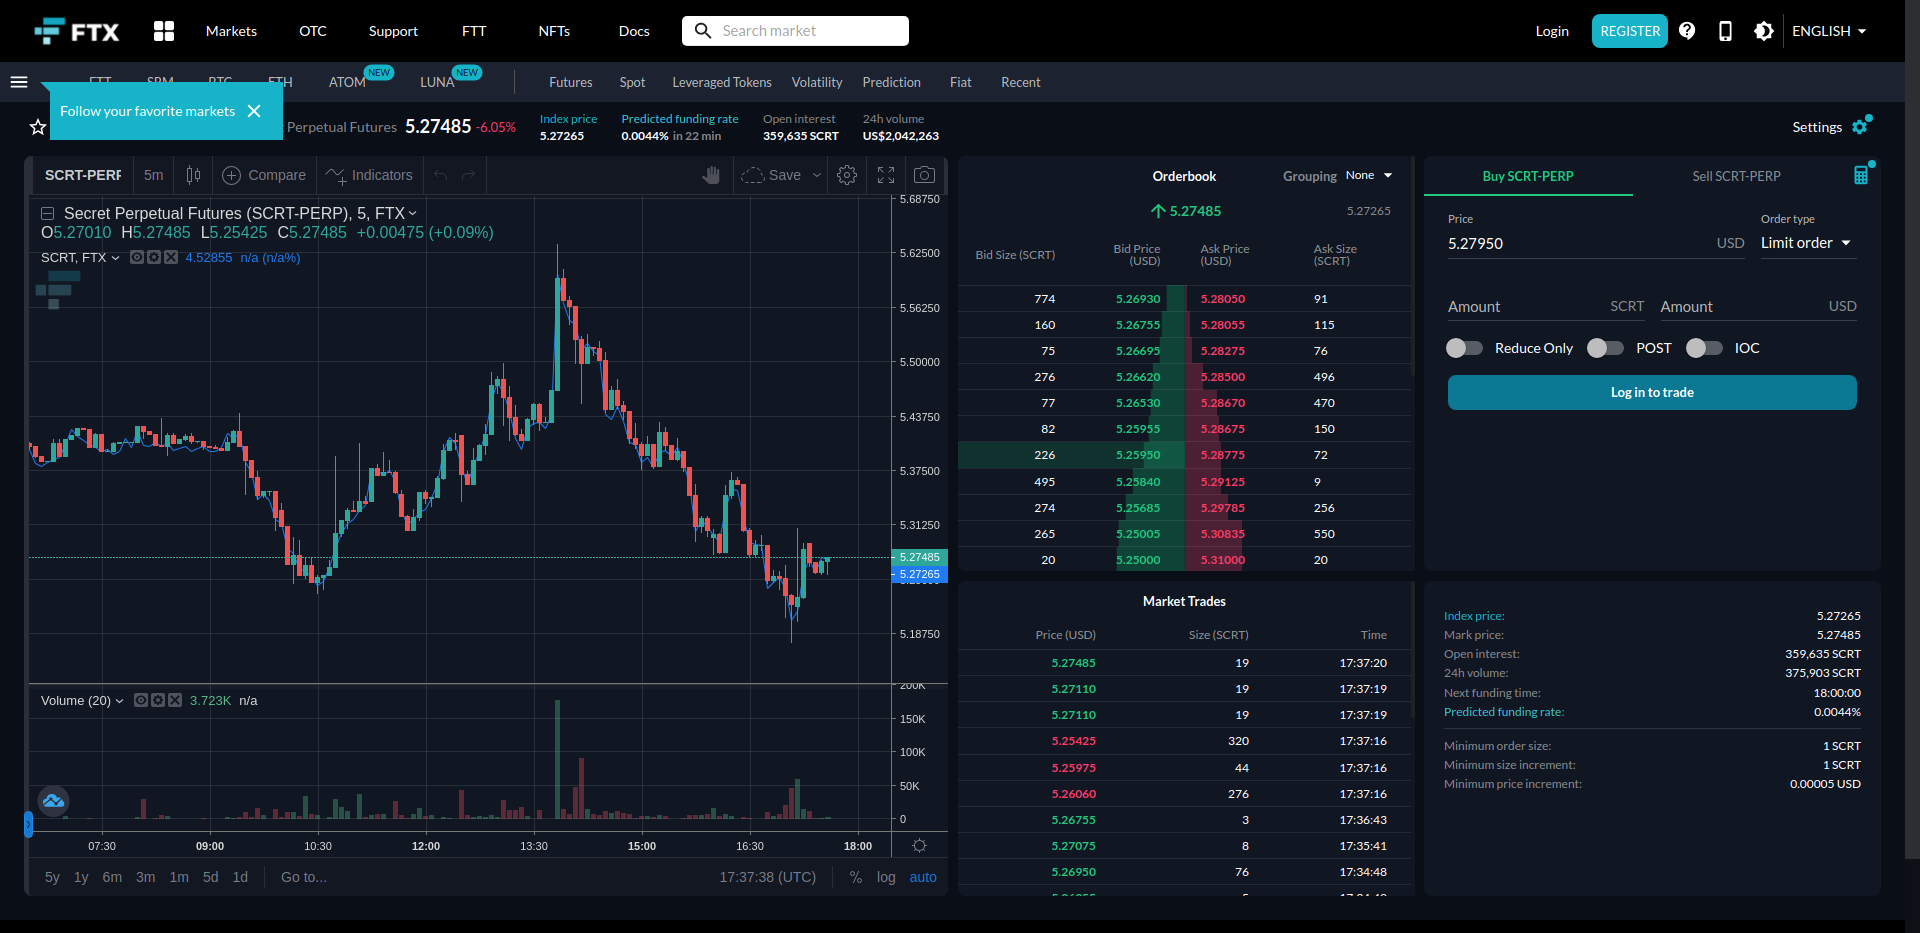 FTX
Markets
OTC
Support
FTT
NFTs
Docs
Search market
Login
REGISTER
ENGLISH
FTT
BTC
ETH
ATOM
NEW
LUNA
NEW
Futures
Spot
Leveraged Tokens
Volatility
Prediction
Fiat
Recent
Follow your favorite markets
Perpetual Futures
5.27485 -6.05%
Index price
5.27265
Predicted funding rate
0.0044% in 22 min
Open interest
359,635 SCRT
24h volume
US$2,042,263
Settings
SCRT-PERP
5m
Compare
Indicators
Save
Secret Perpetual Futures (SCRT-PERP), 5, FTX
O5.27010 H5.27485 L5.25425 C5.27485 +0.00475 (+0.09%)
SCRT, FTX
4.52855 n/a (n/a%)
5.68750
5.62500
5.56250
5.50000
5.43750
5.37500
5.31250
5.27485
5.27265
5.18750
Volume (20)
3.723K n/a
200K
150K
100K
50K
0
07:30 09:00 10:30 12:00 13:30 15:00 16:30 18:00
5y 1y 6m 3m 1m 5d 1d Go to...
17:37:38 (UTC) % log auto
Orderbook
Grouping None
5.27485
5.27265
Bid Size (SCRT)
Bid Price (USD)
Ask Price (USD)
Ask Size (SCRT)
774 5.26930 5.28050 91
160 5.26755 5.28055 115
75 5.26695 5.28275 76
276 5.26620 5.28500 496
77 5.26530 5.28670 470
82 5.25955 5.28675 150
226 5.25950 5.28775 72
495 5.25840 5.29125 9
274 5.25685 5.29785 256
265 5.25005 5.30835 550
20 5.25000 5.31000 20
Market Trades
Price (USD) Size (SCRT) Time
5.27485 19 17:37:20
5.27110 19 17:37:19
5.27110 19 17:37:19
5.25425 320 17:37:16
5.25975 44 17:37:16
5.26060 276 17:37:16
5.26755 3 17:36:43
5.27075 8 17:35:41
5.26950 76 17:34:48
Buy SCRT-PERP
Sell SCRT-PERP
Price
5.27950 USD
Order type
Limit order
Amount SCRT
Amount USD
Reduce Only
POST
IOC
Log in to trade
Index price: 5.27265
Mark price: 5.27485
Open interest: 359,635 SCRT
24h volume: 375,903 SCRT
Next funding time: 18:00:00
Predicted funding rate: 0.0044%
Minimum order size: 1 SCRT
Minimum size increment: 1 SCRT
Minimum price increment: 0.00005 USD